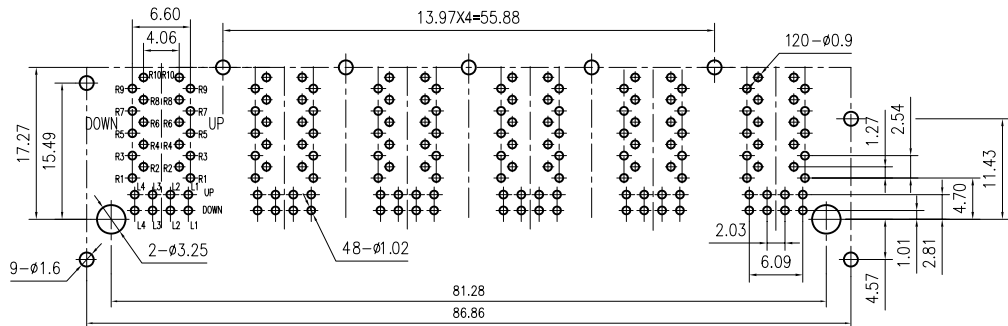 6.60
13.97X4=55.88
4.06
120-ø0.9
R10 R10
R9 R9
R8 R8
R7 R7
DOWN R6 R6 UP
R5 R5
R4 R4
R3 R3
R2 R2
R1 R1
L4 L3 L2 L1
UP
DOWN
L4 L3 L2 L1
17.27
15.49
1.27
2.54
11.43
4.70
2-ø3.25
48-ø1.02
9-ø1.6
2.03
6.09
1.01
2.81
4.57
81.28
86.86